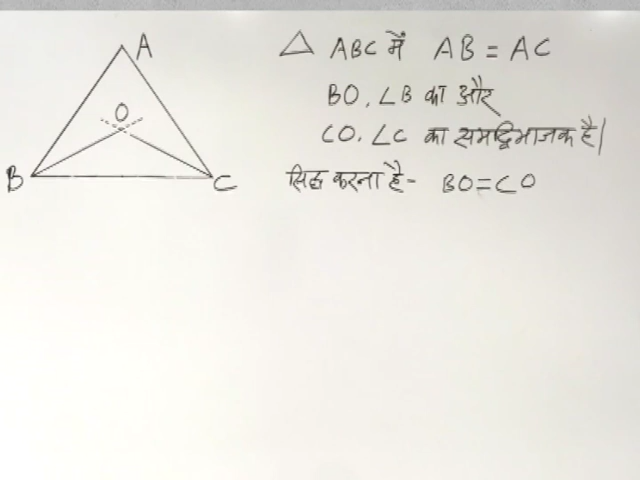 A
O
B
C
△ ABC में AB = AC
BO, ∠B का और
CO, ∠C का समद्विभाजक है|
सिद्ध करना है- BO=CO